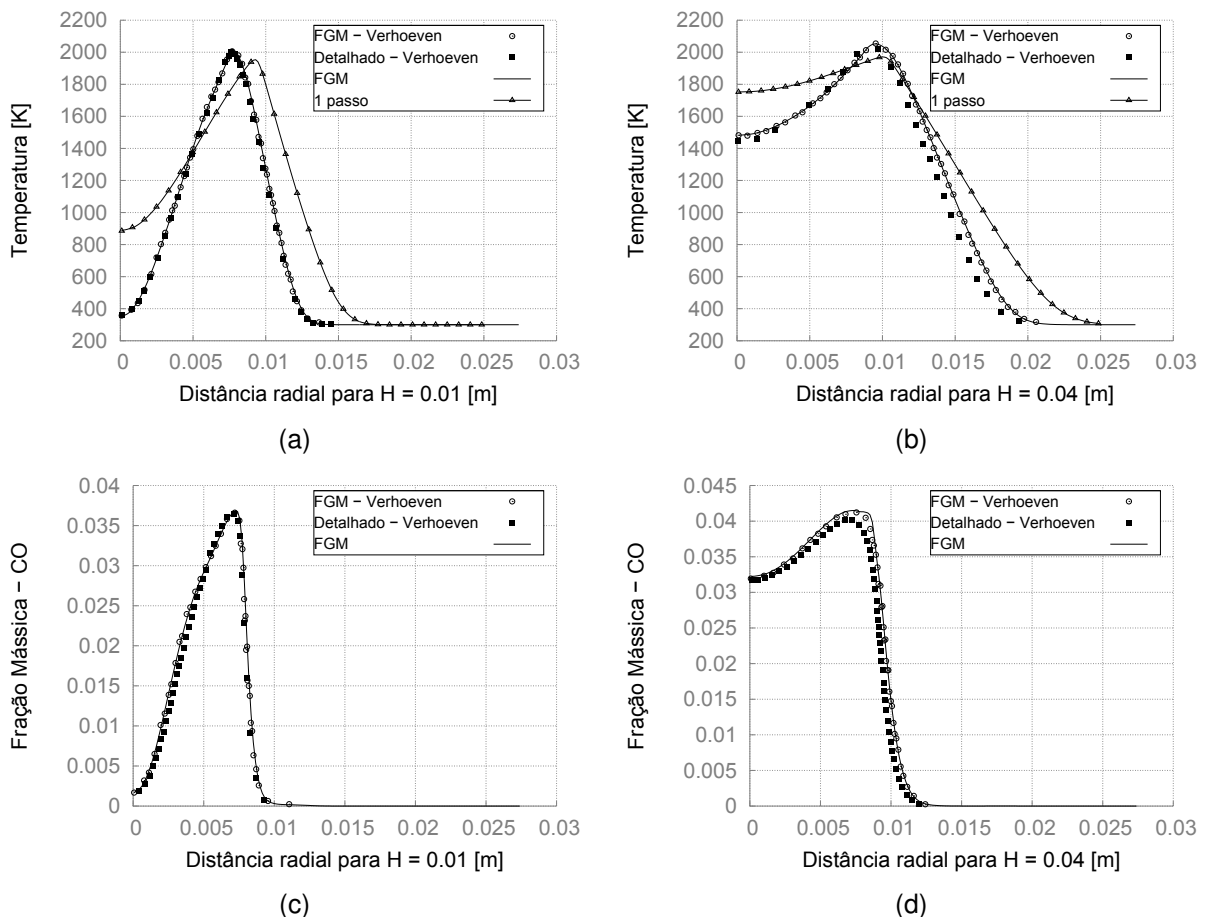 2200
2000
1800
1600
1400
1200
1000
800
600
400
200
Temperatura [K]
FGM − Verhoeven
Detalhado − Verhoeven
FGM
1 passo
0 0.005 0.01 0.015 0.02 0.025 0.03
Distância radial para H = 0.01 [m]
(a)
2200
2000
1800
1600
1400
1200
1000
800
600
400
200
Temperatura [K]
FGM − Verhoeven
Detalhado − Verhoeven
FGM
1 passo
0 0.005 0.01 0.015 0.02 0.025 0.03
Distância radial para H = 0.04 [m]
(b)
0.04
0.035
0.03
0.025
0.02
0.015
0.01
0.005
0
Fração Mássica − CO
FGM − Verhoeven
Detalhado − Verhoeven
FGM
0 0.005 0.01 0.015 0.02 0.025 0.03
Distância radial para H = 0.01 [m]
(c)
0.045
0.04
0.035
0.03
0.025
0.02
0.015
0.01
0.005
0
Fração Mássica − CO
FGM − Verhoeven
Detalhado − Verhoeven
FGM
0 0.005 0.01 0.015 0.02 0.025 0.03
Distância radial para H = 0.04 [m]
(d)